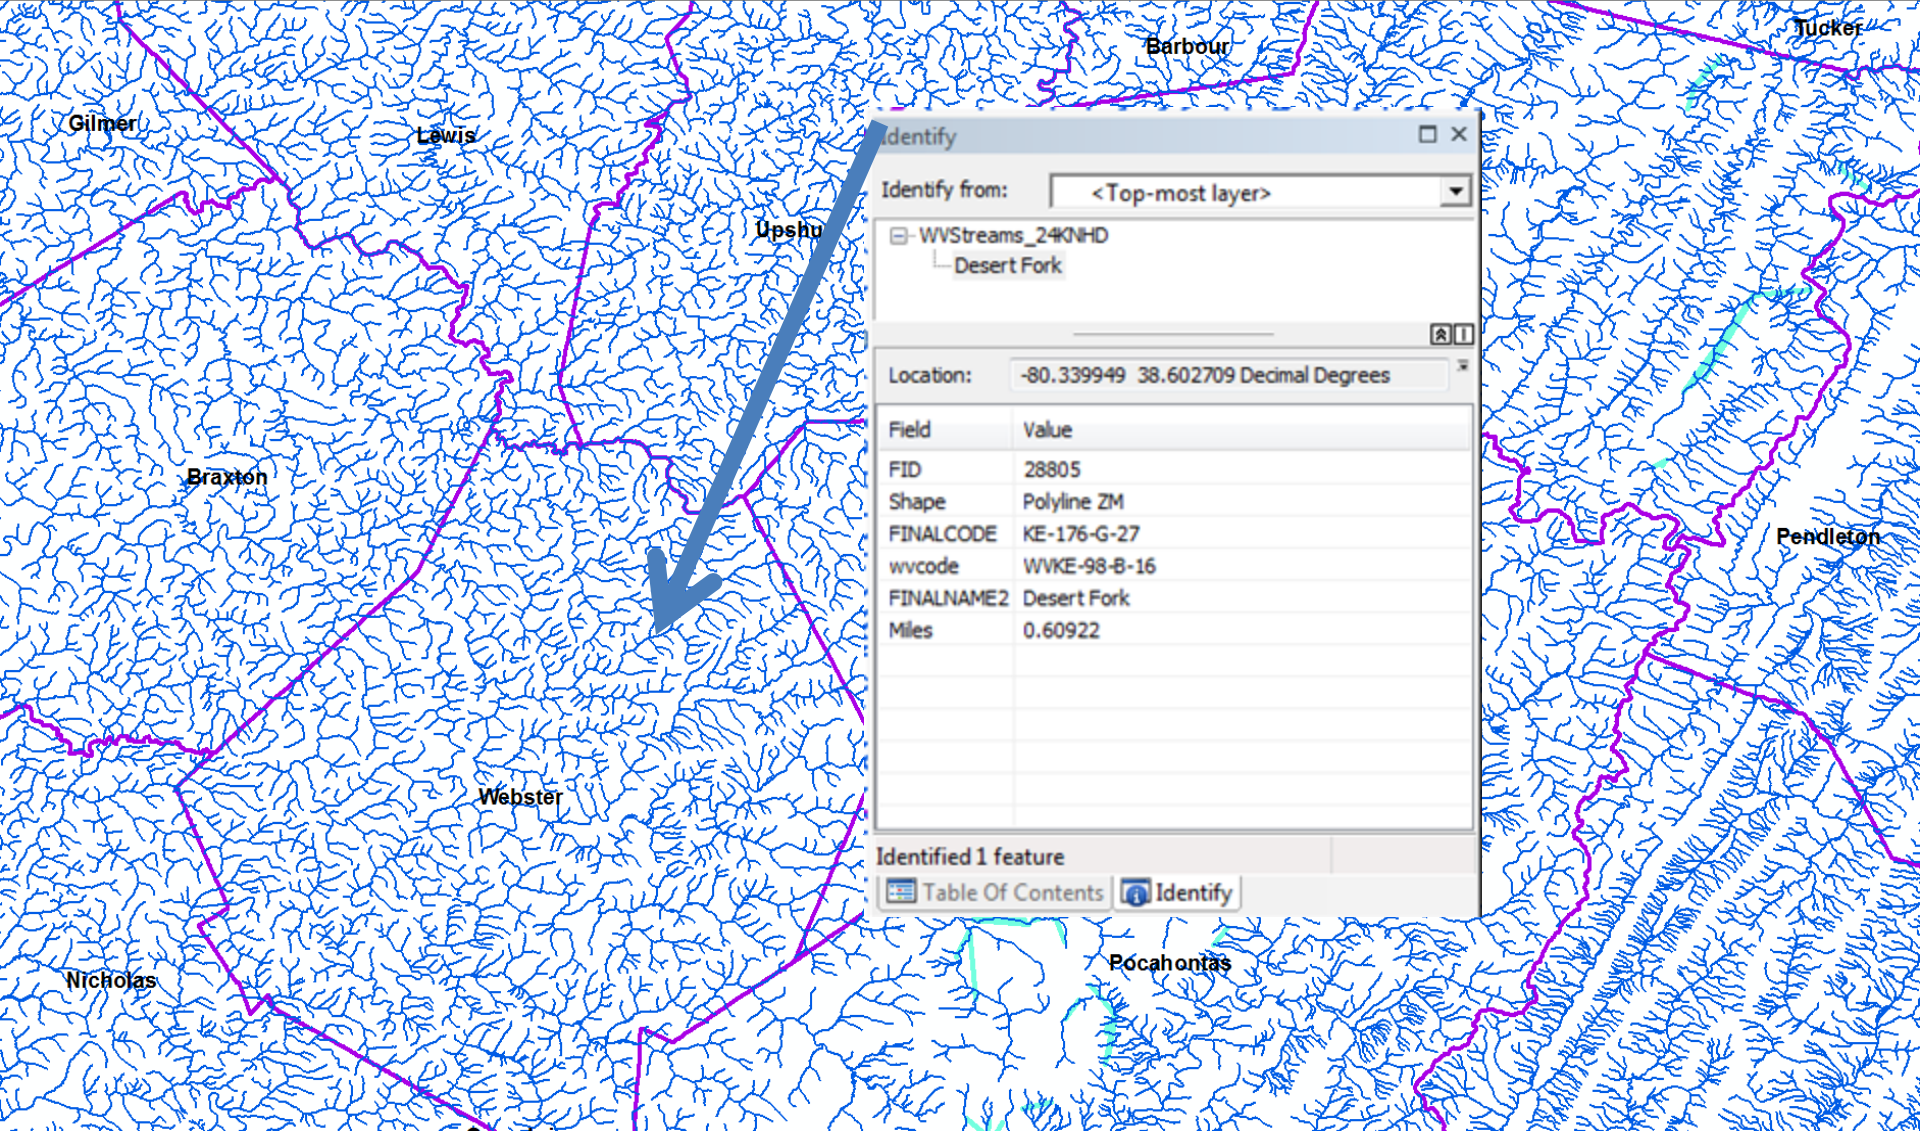 Tucker
Barbour
Gilmer
Lewis
Upshu
Braxton
Pendleton
Webster
Nicholas
Pocahontas
Identify
Identify from: <Top-most layer>
WVStreams_24KNHD
Desert Fork
Location: -80.339949 38.602709 Decimal Degrees
Field Value
FID 28805
Shape Polyline ZM
FINALCODE KE-176-G-27
wvcode WVKE-98-B-16
FINALNAME2 Desert Fork
Miles 0.60922
Identified 1 feature
Table Of Contents Identify